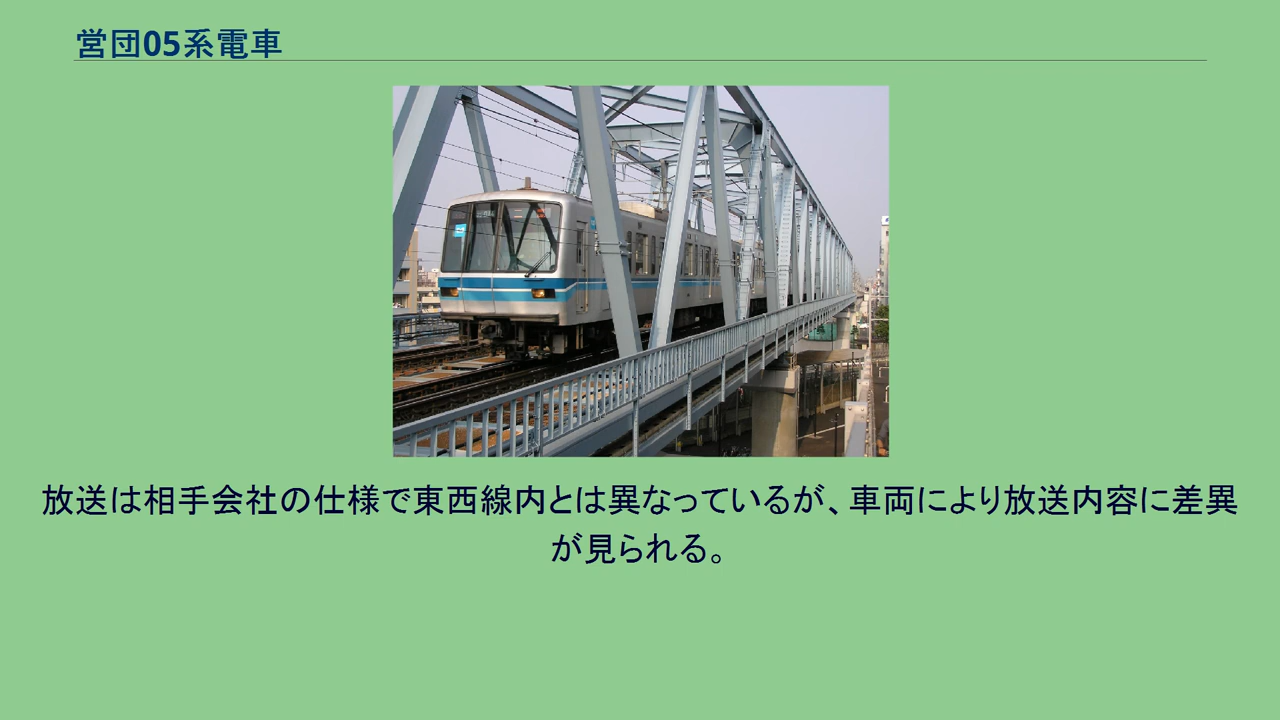 営団05系電車
放送は相手会社の仕様で東西線内とは異なっているが、車両により放送内容に差異
が見られる。